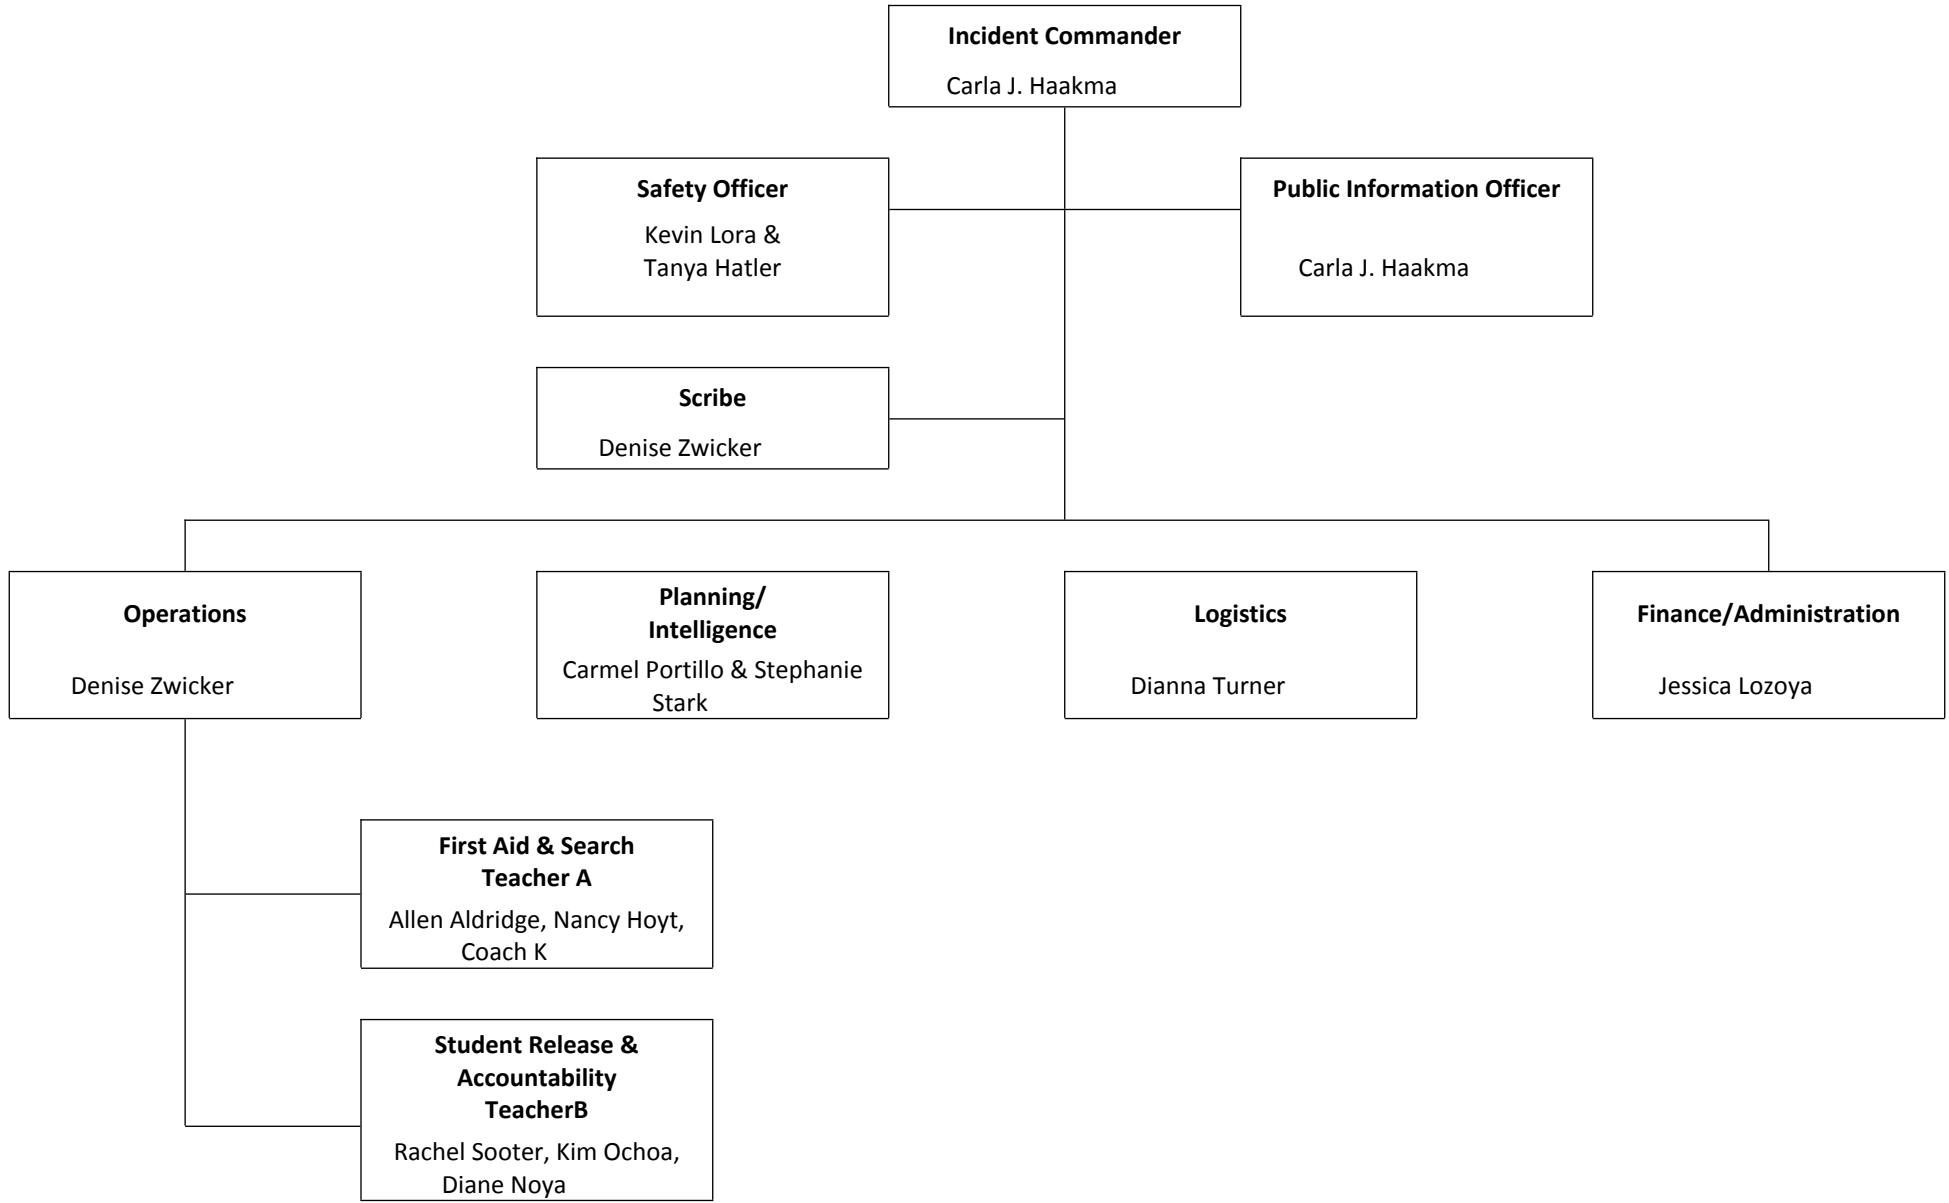 Incident Commander
Carla J. Haakma
Safety Officer
Kevin Lora &
Tanya Hatler
Public Information Officer
Carla J. Haakma
Scribe
Denise Zwicker
Operations
Denise Zwicker
Planning/
Intelligence
Carmel Portillo & Stephanie
Stark
Logistics
Dianna Turner
Finance/Administration
Jessica Lozoya
First Aid & Search
Teacher A
Allen Aldridge, Nancy Hoyt,
Coach K
Student Release &
Accountability
TeacherB
Rachel Sooter, Kim Ochoa,
Diane Noya